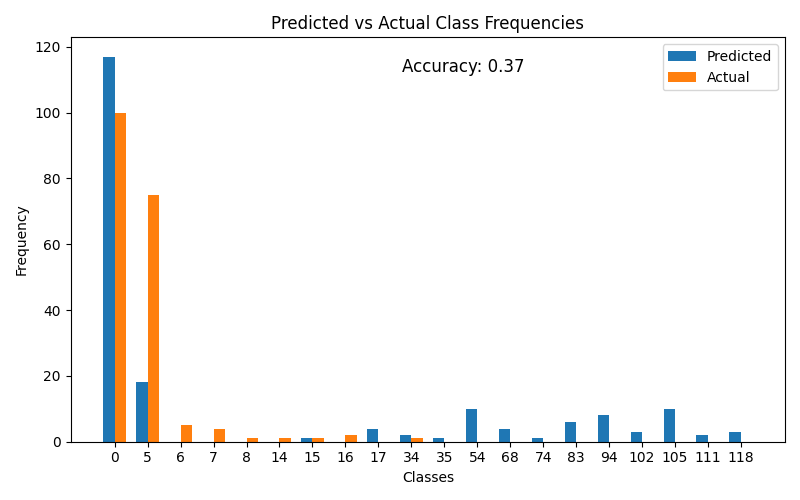 Predicted vs Actual Class Frequencies
Accuracy: 0.37
Predicted
Actual
Frequency
120
100
80
60
40
20
0
0 5 6 7 8 14 15 16 17 34 35 54 68 74 83 94 102 105 111 118
Classes